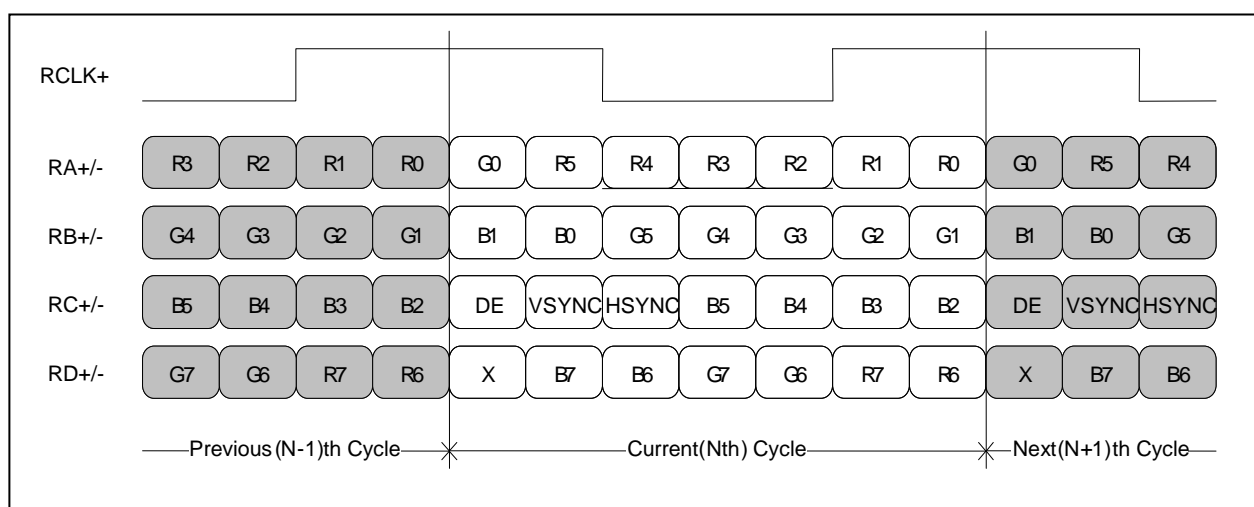 RCLK+
RA+/- R3 R2 R1 R0 G0 R5 R4 R3 R2 R1 R0 G0 R5 R4
RB+/- G4 G3 G2 G1 B1 B0 G5 G4 G3 G2 G1 B1 B0 G5
RC+/- B5 B4 B3 B2 DE VSYNC HSYNC B5 B4 B3 B2 DE VSYNC HSYNC
RD+/- G7 G6 R7 R6 X B7 B6 G7 G6 R7 R6 X B7 B6
Previous (N-1)th Cycle Current(Nth) Cycle Next(N+1)th Cycle